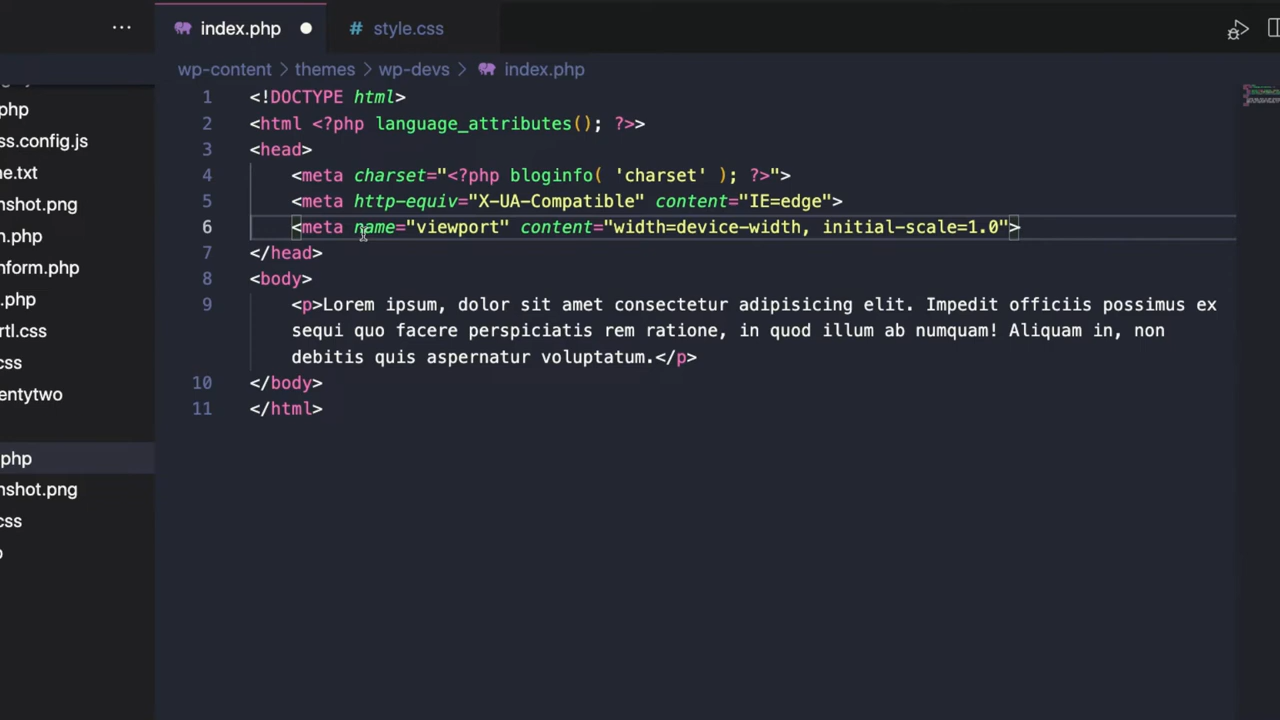 ··· index.php style.css
wp-content > themes > wp-devs > index.php
php
ss.config.js
ne.txt
nshot.png
n.php
nform.php
.php
rtl.css
css
entytwo
php
nshot.png
css
1 <!DOCTYPE html>
2 <html <?php language_attributes(); ?>>
3 <head>
4 <meta charset="<?php bloginfo( 'charset' ); ?>">
5 <meta http-equiv="X-UA-Compatible" content="IE=edge">
6 <meta name="viewport" content="width=device-width, initial-scale=1.0">
7 </head>
8 <body>
9 <p>Lorem ipsum, dolor sit amet consectetur adipisicing elit. Impedit officiis possimus ex
sequi quo facere perspiciatis rem ratione, in quod illum ab numquam! Aliquam in, non
debitis quis aspernatur voluptatum.</p>
10 </body>
11 </html>